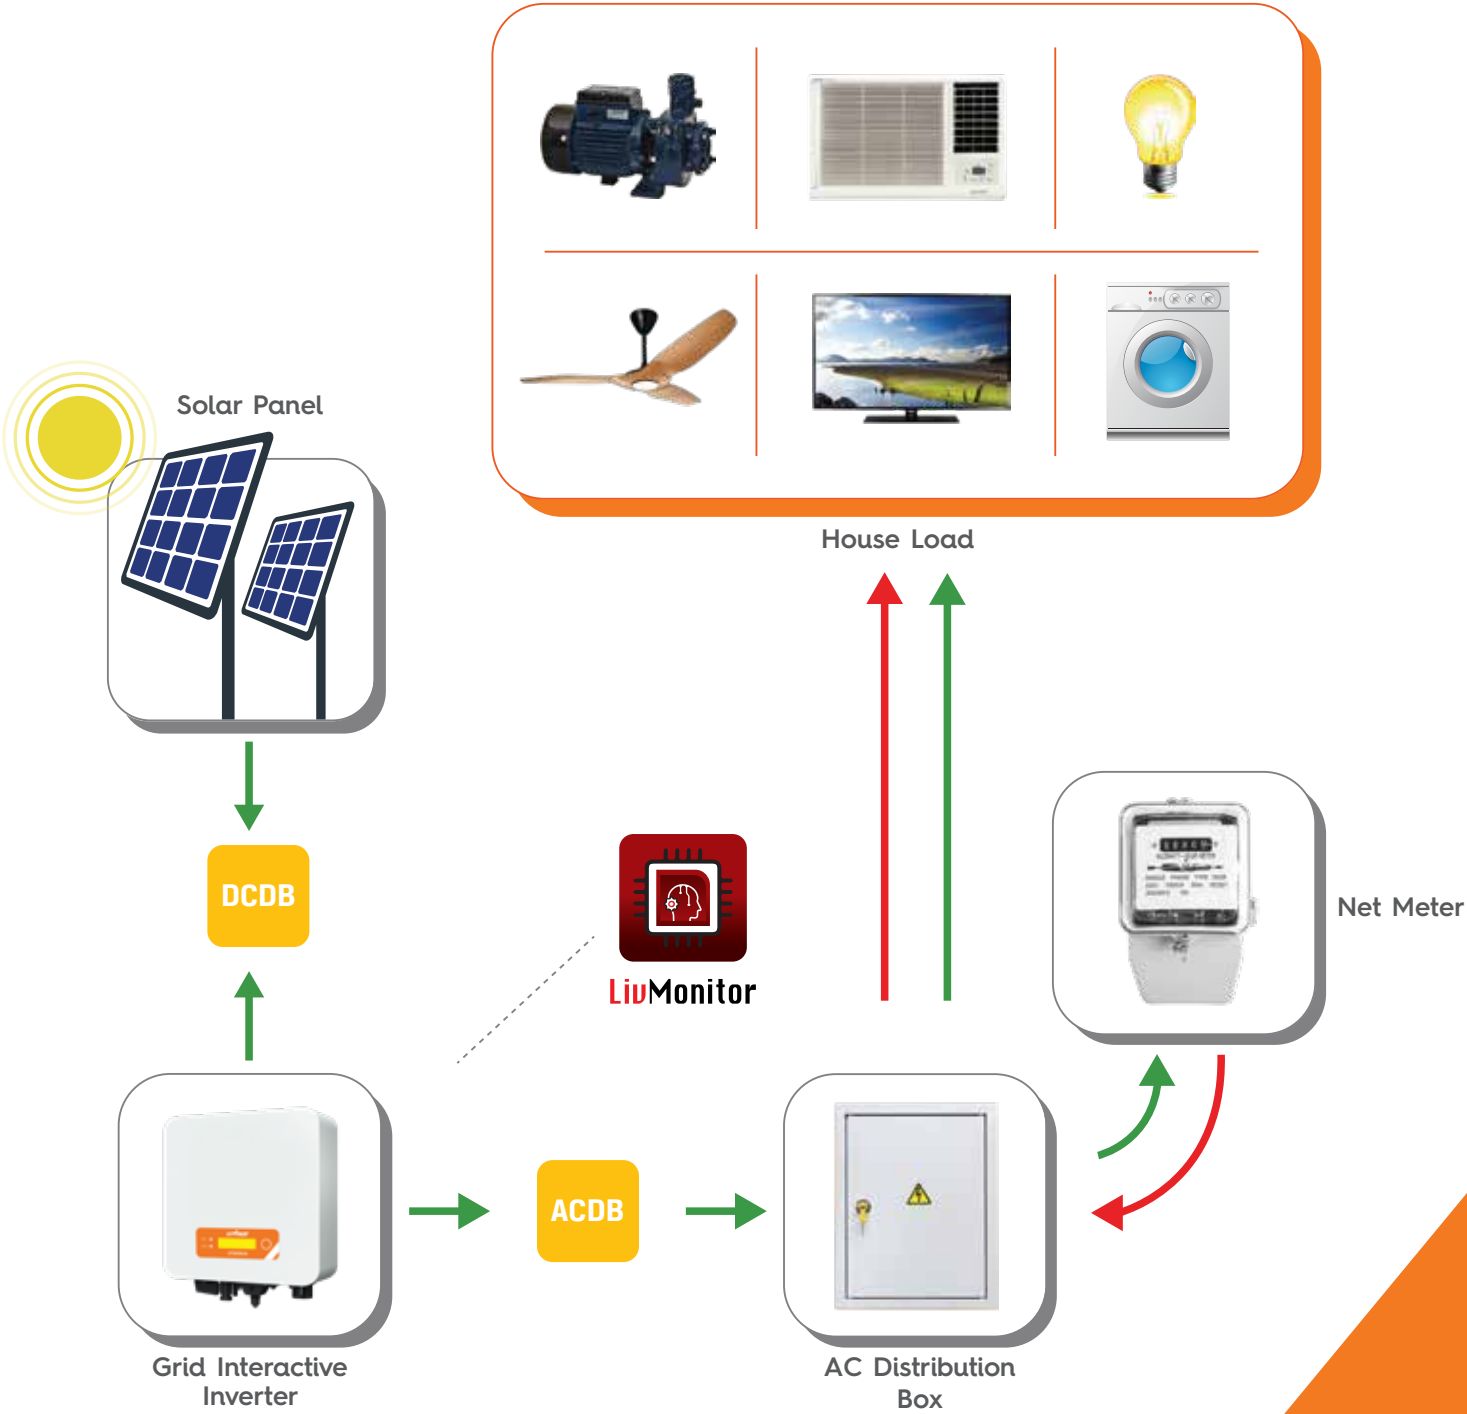 Solar Panel
House Load
DCDB
LivMonitor
Net Meter
ACDB
Grid Interactive
Inverter
AC Distribution
Box